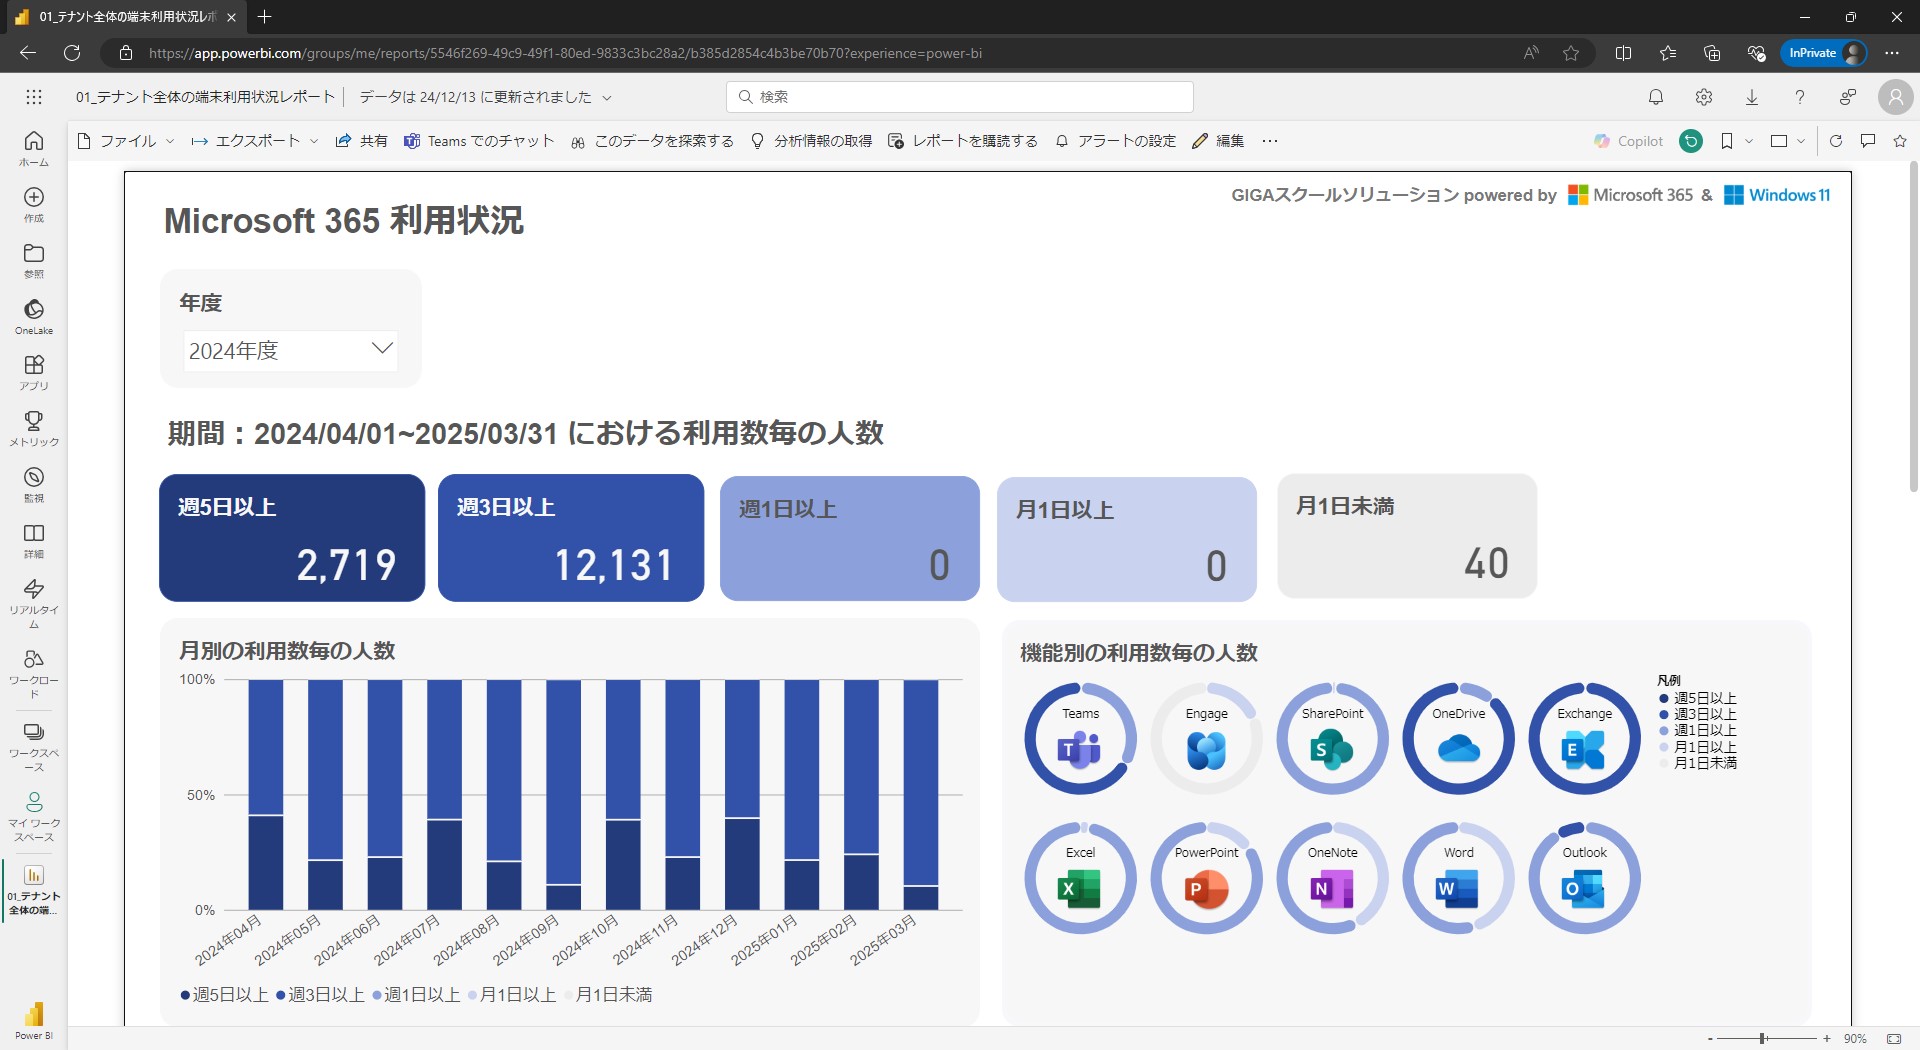 01_テナント全体の端末利用状況レポ
https://app.powerbi.com/groups/me/reports/5546f269-49c9-49f1-80ed-9833c3bc28a2/b385d2854c4b3be70b70?experience=power-bi
InPrivate
01_テナント全体の端末利用状況レポート データは 24/12/13 に更新されました
検索
ファイル エクスポート 共有 Teams でのチャット このデータを探索する 分析情報の取得 レポートを購読する アラートの設定 編集 Copilot
ホーム
作成
参照
OneLake
アプリ
メトリック
監視
詳細
リアルタイ
ム
ワークロー
ド
ワークスペ
ース
マイ ワーク
スペース
01_テナント
全体の端...
Power BI
GIGAスクールソリューション powered by Microsoft 365 & Windows 11
Microsoft 365 利用状況
年度
2024年度
期間：2024/04/01~2025/03/31 における利用数毎の人数
週5日以上
2,719
週3日以上
12,131
週1日以上
0
月1日以上
0
月1日未満
40
月別の利用数毎の人数
100%
50%
0%
2024年04月 2024年05月 2024年06月 2024年07月 2024年08月 2024年09月 2024年10月 2024年11月 2024年12月 2025年01月 2025年02月 2025年03月
週5日以上 週3日以上 週1日以上 月1日以上 月1日未満
機能別の利用数毎の人数
Teams Engage SharePoint OneDrive Exchange
T S E
Excel PowerPoint OneNote Word Outlook
X P N W O
凡例
週5日以上
週3日以上
週1日以上
月1日以上
月1日未満
- + 90%